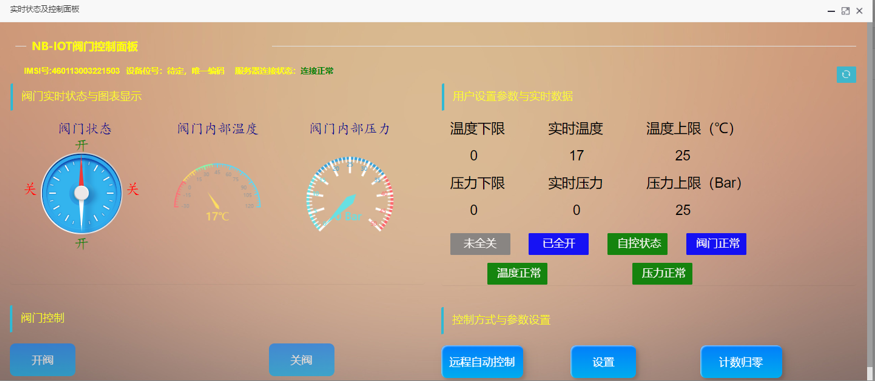 实时状态及控制面板
NB-IOT阀门控制面板
IMSI号:460113003221503 设备位号：待定，唯一编码 服务器连接状态：连接正常
阀门实时状态与图表显示
阀门状态 阀门内部温度 阀门内部压力
开
关 关
开
17℃
用户设置参数与实时数据
温度下限 实时温度 温度上限（℃）
0 17 25
压力下限 实时压力 压力上限（Bar）
0 0 25
未全关 已全开 自控状态 阀门正常
温度正常 压力正常
阀门控制
开阀 关阀
控制方式与参数设置
远程自动控制 设置 计数归零